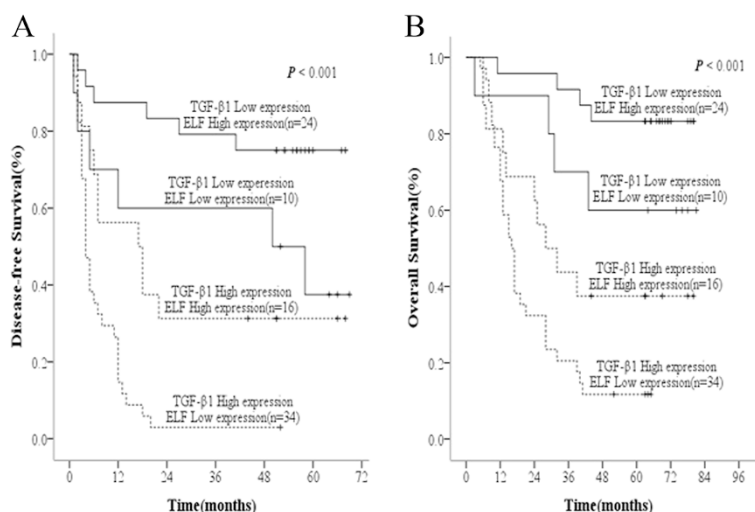 A
Disease-free Survival(%)
1.0
0.8
0.6
0.4
0.2
0.0
P < 0.001
TGF-β1 Low expression
ELF High expression(n=24)
TGF-β1 Low experession
ELF Low expression(n=10)
TGF-β1 High expression
ELF High expression(n=16)
TGF-β1 High expression
ELF Low expression(n=34)
0 12 24 36 48 60 72
Time(months)
B
Overall Survival(%)
1.0
0.8
0.6
0.4
0.2
0.0
P < 0.001
TGF-β1 Low expression
ELF High expression(n=24)
TGF-β1 Low expression
ELF Low expression(n=10)
TGF-β1 High expression
ELF High expression(n=16)
TGF-β1 High expression
ELF Low expression(n=34)
0 12 24 36 48 60 72 84 96
Time(months)